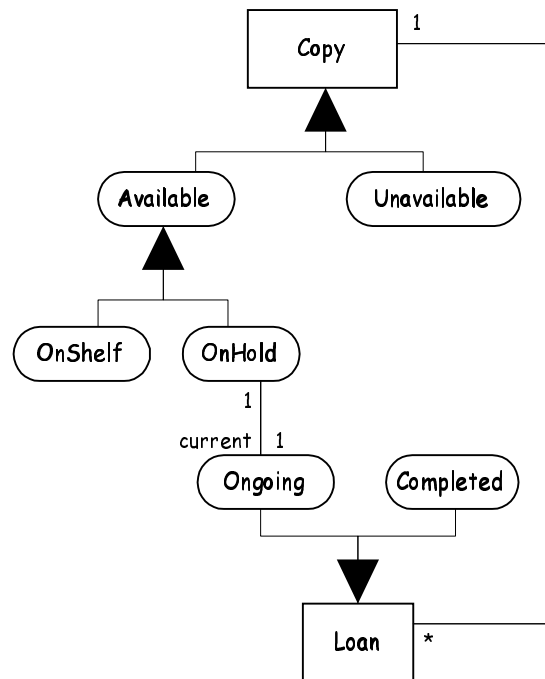 1
Copy
Available
Unavailable
OnShelf
OnHold
1
current 1
Ongoing
Completed
Loan
*